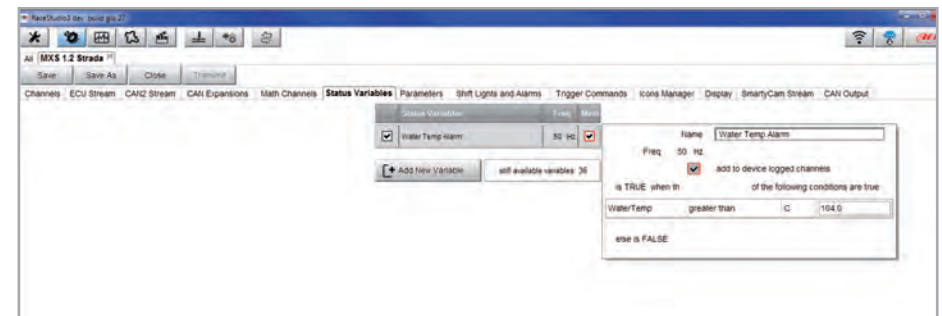 RaceStudio3 dev build giu 27
All MXS 1.2 Strada
Save Save As Close Transmit
Channels ECU Stream CAN2 Stream CAN Expansions Math Channels Status Variables Parameters Shift Lights and Alarms Trigger Commands Icons Manager Display SmartyCam Stream CAN Output
Status Variables Freq Mem
Water Temp Alarm 50 Hz
Add New Variable still available variables: 36
Name Water Temp Alarm
Freq 50 Hz
add to device logged channels
is TRUE when th of the following conditions are true
WaterTemp greater than C 104.0
else is FALSE